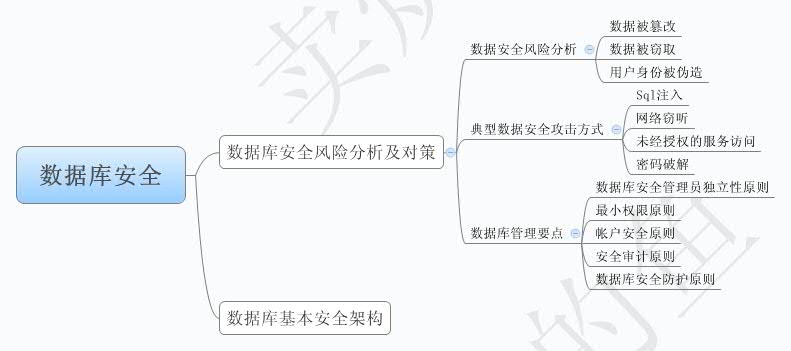 数据库安全
数据库安全风险分析及对策
数据安全风险分析
数据被篡改
数据被窃取
用户身份被伪造
典型数据安全攻击方式
Sql注入
网络窃听
未经授权的服务访问
密码破解
数据库管理要点
数据库安全管理员独立性原则
最小权限原则
帐户安全原则
安全审计原则
数据库安全防护原则
数据库基本安全架构
卖
的鱼